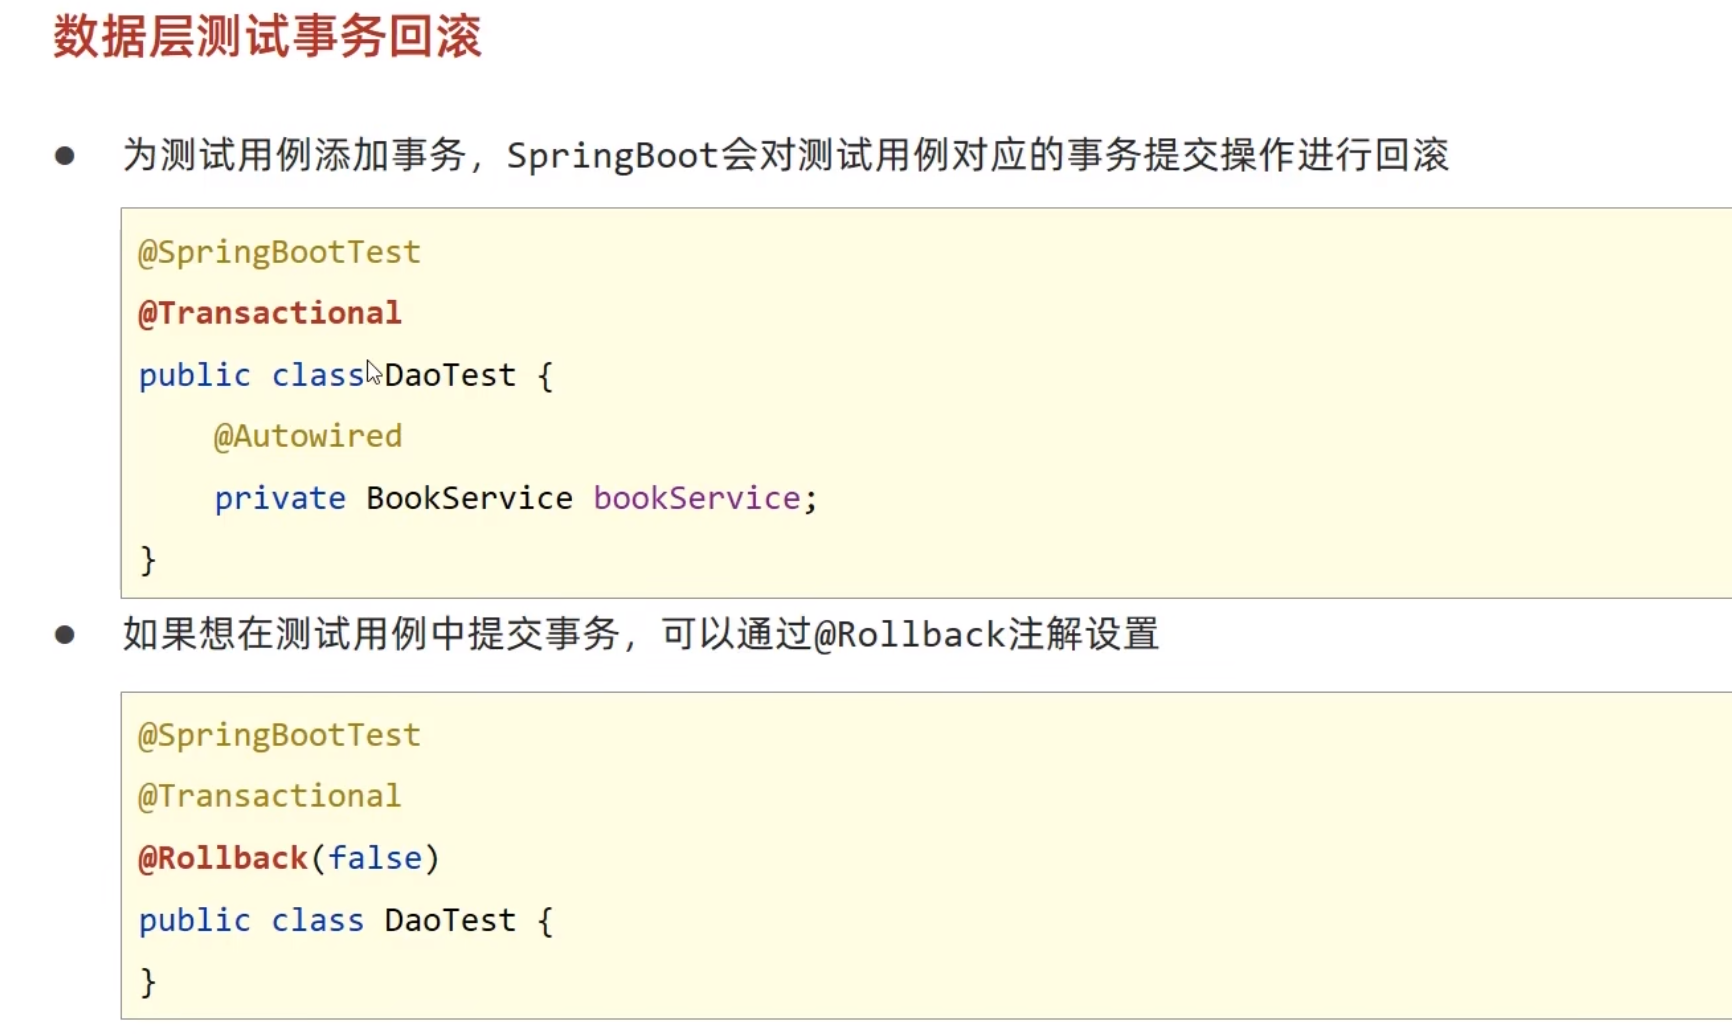 数据层测试事务回滚
● 为测试用例添加事务，SpringBoot会对测试用例对应的事务提交操作进行回滚
@SpringBootTest
@Transactional
public class DaoTest {
    @Autowired
    private BookService bookService;
}
● 如果想在测试用例中提交事务，可以通过@Rollback注解设置
@SpringBootTest
@Transactional
@Rollback(false)
public class DaoTest {
}